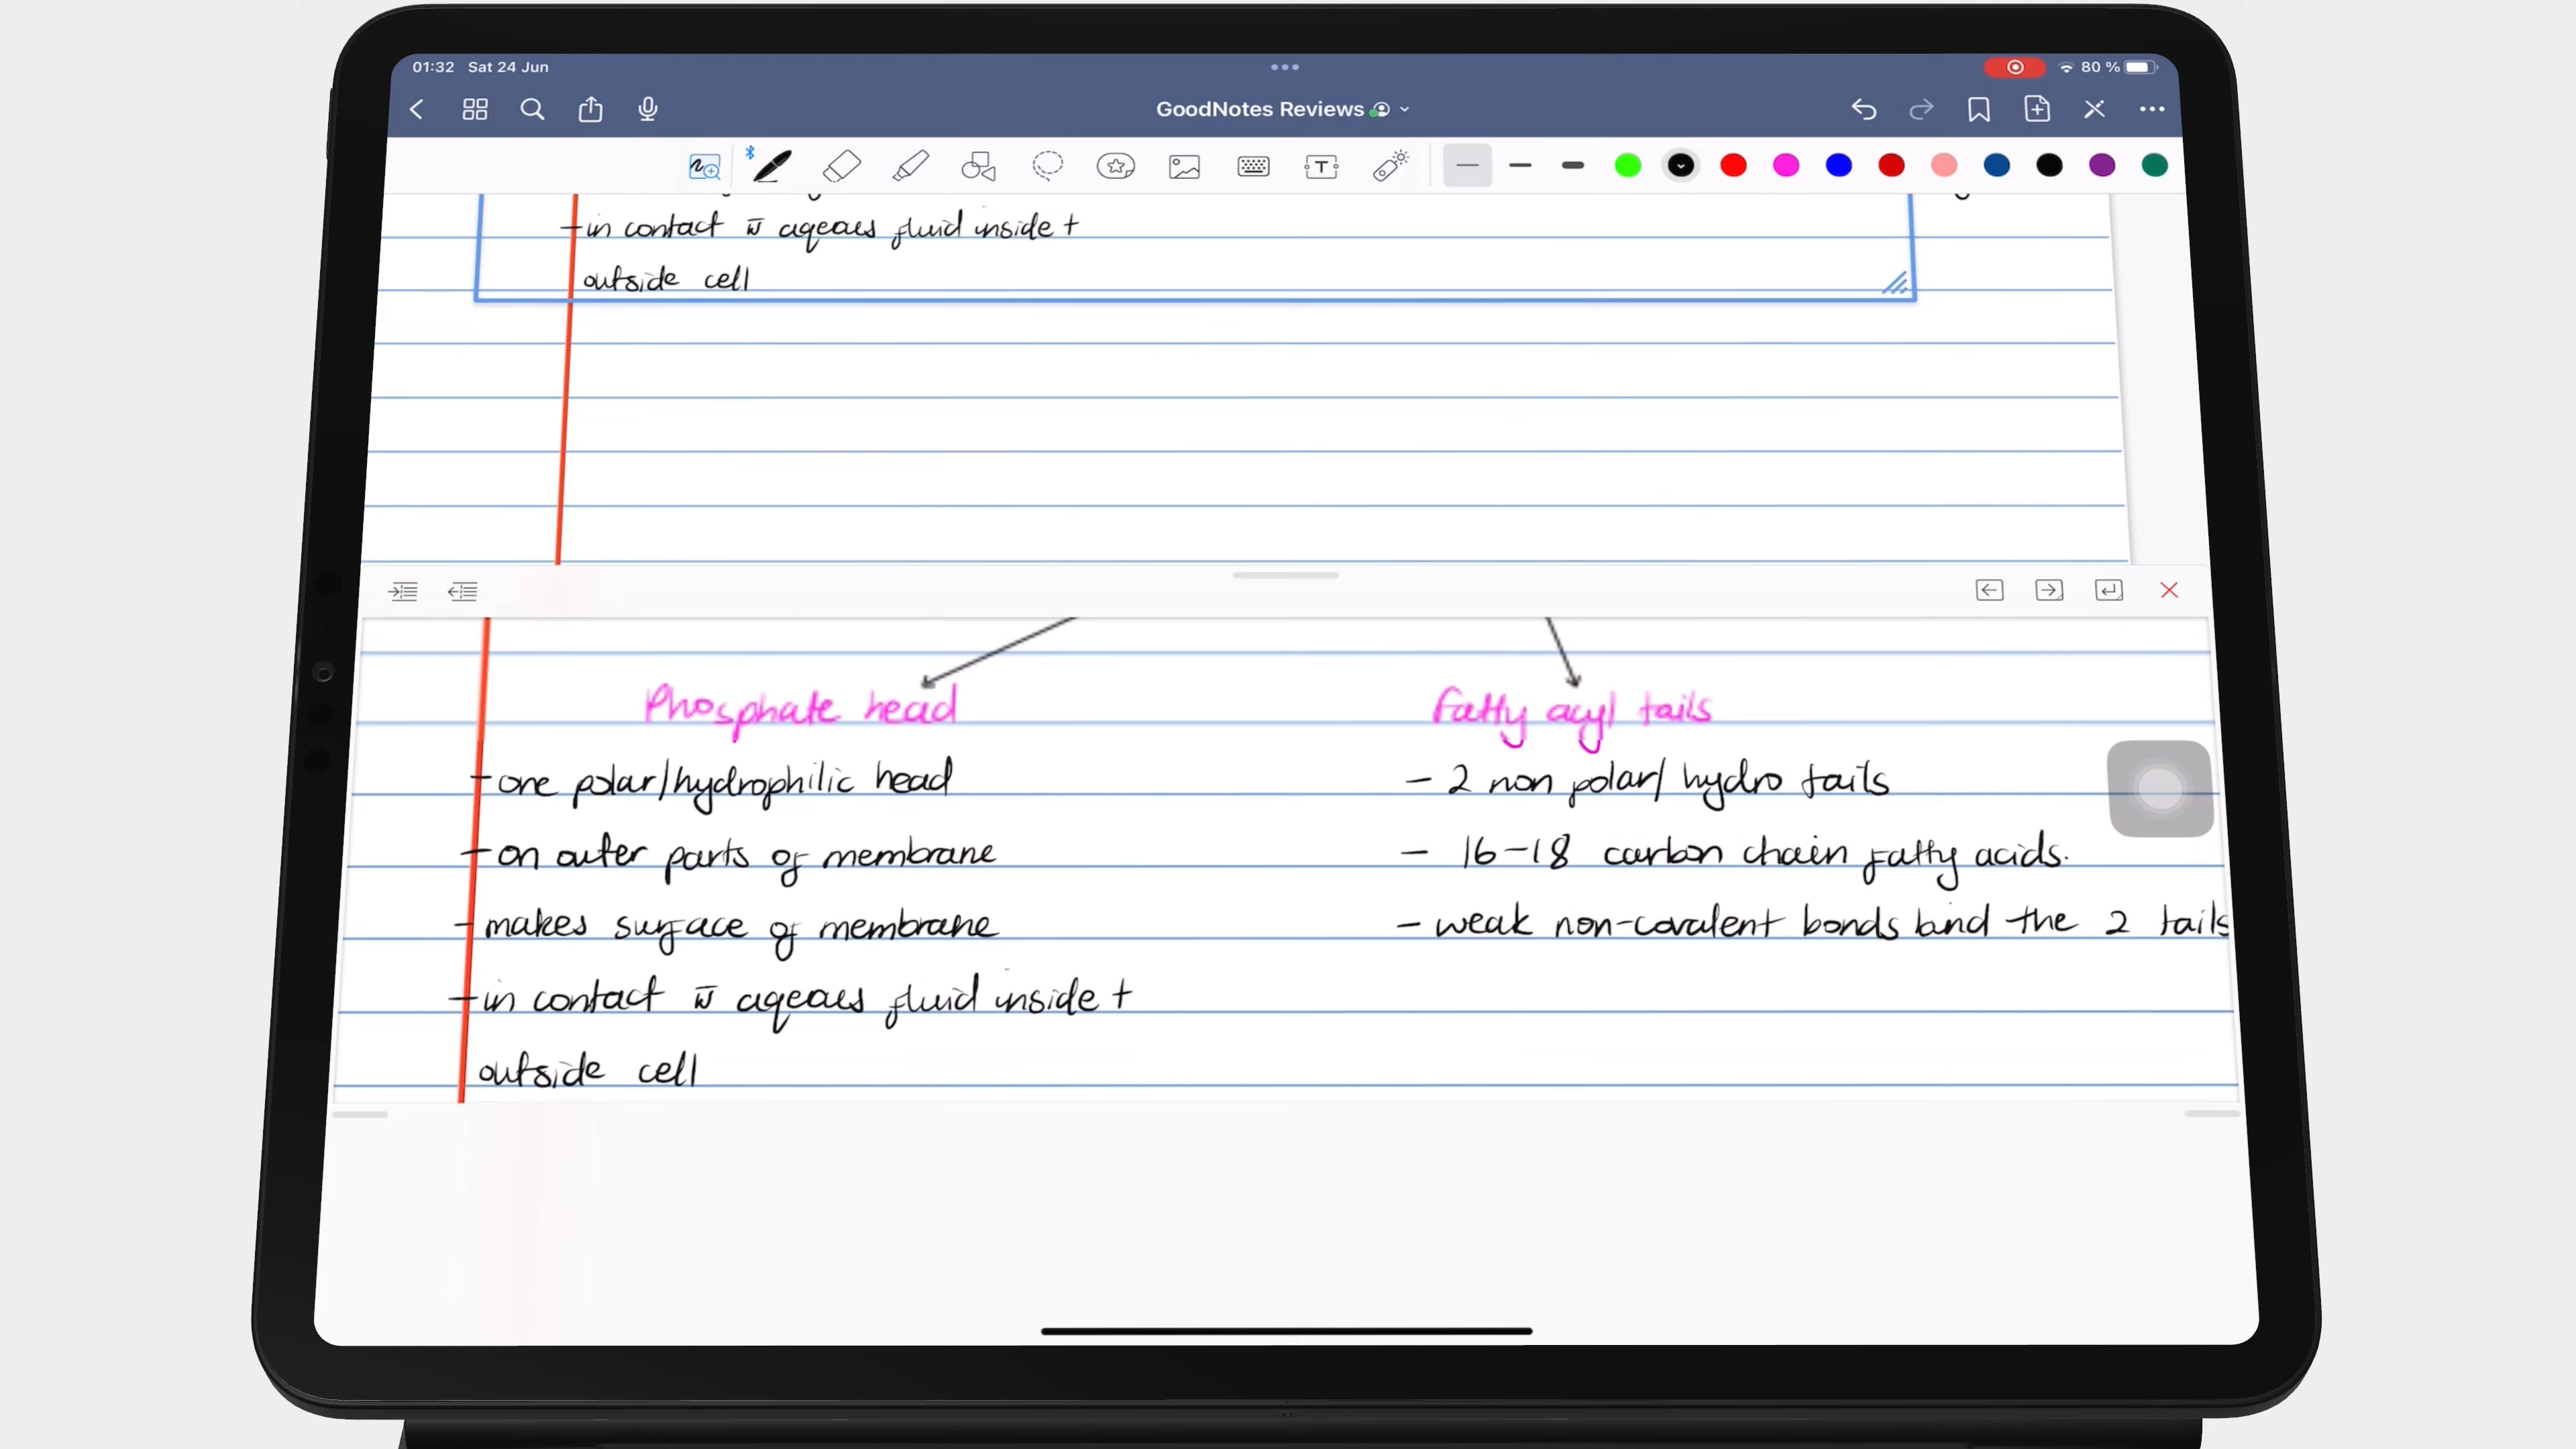 01:32 Sat 24 Jun
80 %
GoodNotes Reviews
T
-in contact w̄ aqeous fluid inside +
outside cell
Phosphate head
- one polar/hydrophilic head
- on outer parts of membrane
- makes surface of membrane
-in contact w̄ aqeous fluid inside +
outside cell
Fatty acyl tails
- 2 non polar/ hydro tails
- 16-18 carbon chain fatty acids.
- weak non-covalent bonds bind the 2 tails